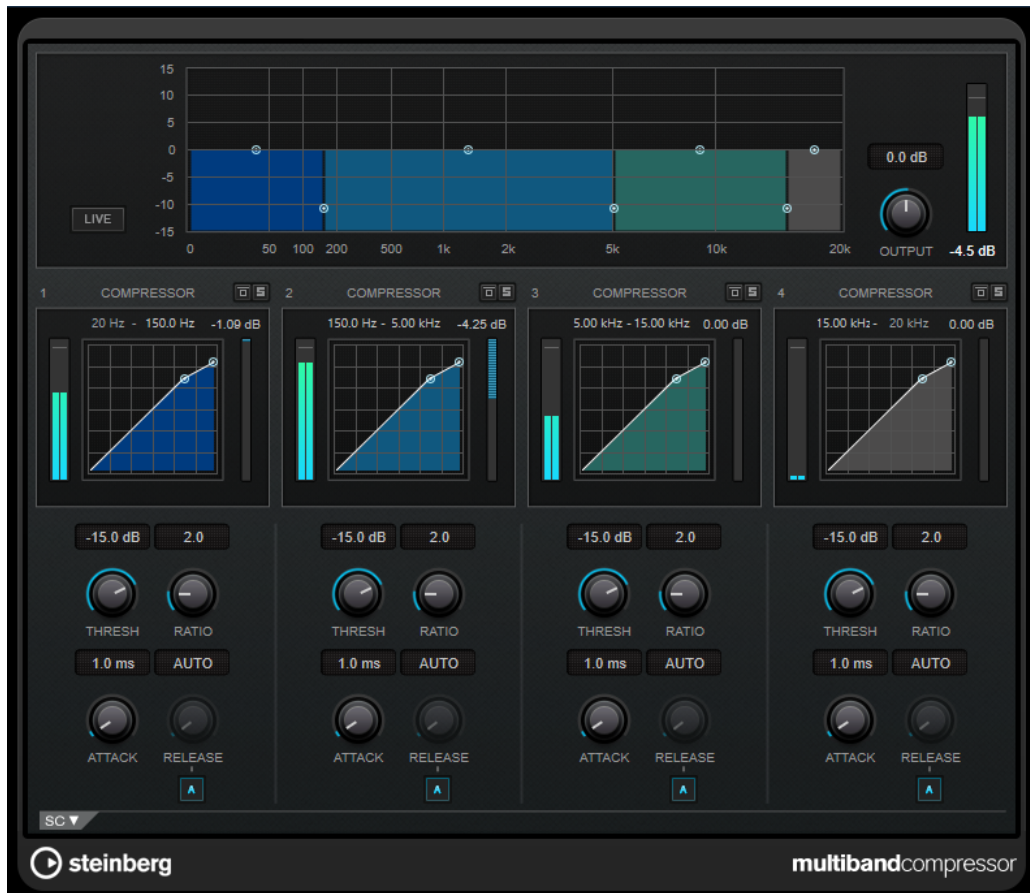 15
10
5
0
-5
-10
-15
0 50 100 200 500 1k 2k 5k 10k 20k
LIVE
0.0 dB
OUTPUT
-4.5 dB
1 COMPRESSOR S 2 COMPRESSOR S 3 COMPRESSOR S 4 COMPRESSOR S
20 Hz - 150.0 Hz -1.09 dB 150.0 Hz - 5.00 kHz -4.25 dB 5.00 kHz - 15.00 kHz 0.00 dB 15.00 kHz - 20 kHz 0.00 dB
-15.0 dB 2.0 -15.0 dB 2.0 -15.0 dB 2.0 -15.0 dB 2.0
THRESH RATIO THRESH RATIO THRESH RATIO THRESH RATIO
1.0 ms AUTO 1.0 ms AUTO 1.0 ms AUTO 1.0 ms AUTO
ATTACK RELEASE ATTACK RELEASE ATTACK RELEASE ATTACK RELEASE
A A A A
SC ▼
steinberg multibandcompressor